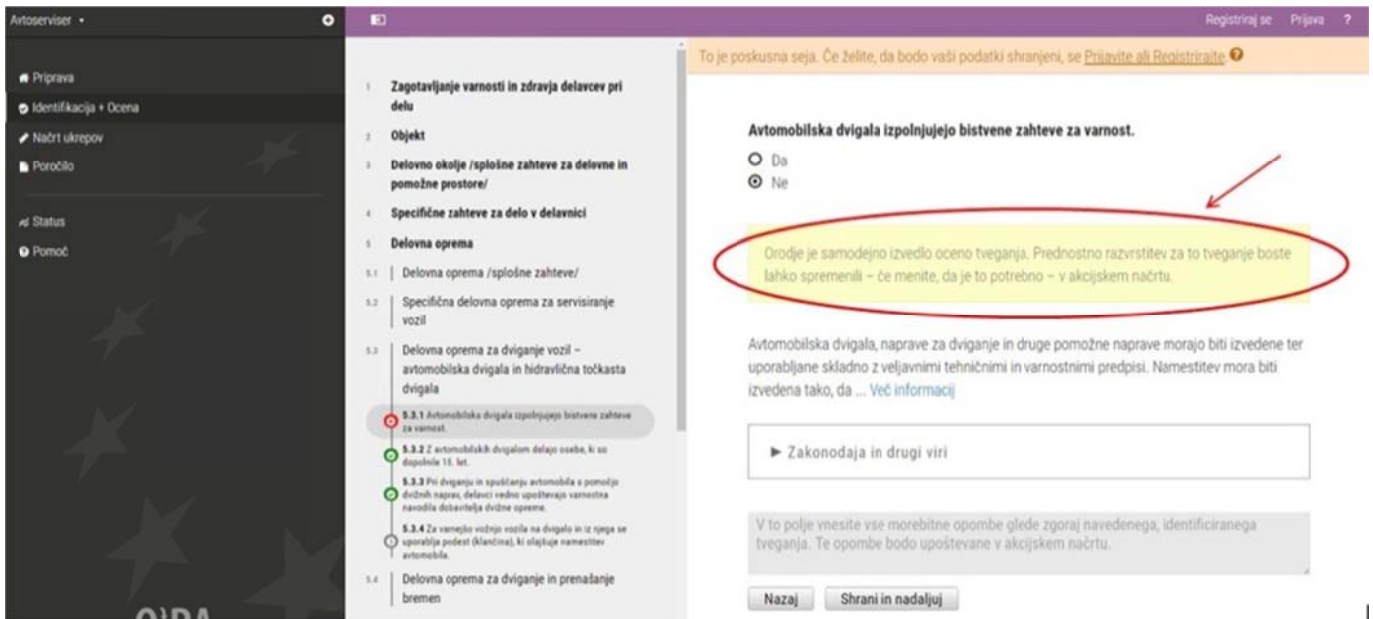 Avtoserviser
Registriraj se Prijava ?
Priprava
Identifikacija + Ocena
Načrt ukrepov
Poročilo
Status
Pomoč
OiRA
1 Zagotavljanje varnosti in zdravja delavcev pri
delu
2 Objekt
3 Delovno okolje /splošne zahteve za delovne in
pomožne prostore/
4 Specifične zahteve za delo v delavnici
5 Delovna oprema
5.1 Delovna oprema /splošne zahteve/
5.2 Specifična delovna oprema za servisiranje
vozil
5.3 Delovna oprema za dviganje vozil –
avtomobilska dvigala in hidravlična točkasta
dvigala
5.3.1 Avtomobilska dvigala izpolnjujejo bistvene zahteve
za varnost.
5.3.2 Z avtomobilskih dvigalom delajo osebe, ki so
dopolnile 18. let.
5.3.3 Pri dviganju in spuščanju avtomobila s pomočjo
dvižnih naprav, delavci vedno upoštevajo varnostna
navodila dobavitelja dvižne opreme.
5.3.4 Za varnejšo vožnjo vozila na dvigalo in iz njega se
uporablja podest (klančina), ki olajšuje namestitev
avtomobila.
5.4 Delovna oprema za dviganje in prenašanje
bremen
To je poskusna seja. Če želite, da bodo vaši podatki shranjeni, se Prijavite ali Registrirajte.
Avtomobilska dvigala izpolnjujejo bistvene zahteve za varnost.
Da
Ne
Orodje je samodejno izvedlo oceno tveganja. Prednostno razvrstitev za to tveganje boste
lahko spremenili – če menite, da je to potrebno – v akcijskem načrtu.
Avtomobilska dvigala, naprave za dviganje in druge pomožne naprave morajo biti izvedene ter
uporabljane skladno z veljavnimi tehničnimi in varnostnimi predpisi. Namestitev mora biti
izvedena tako, da ... Več informacij
Zakonodaja in drugi viri
V to polje vnesite vse morebitne opombe glede zgoraj navedenega, identificiranega
tveganja. Te opombe bodo upoštevane v akcijskem načrtu.
Nazaj Shrani in nadaljuj